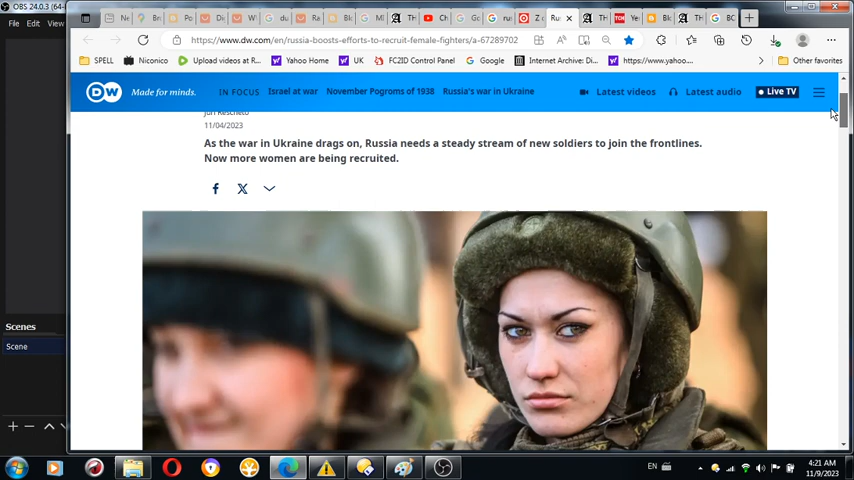 OBS 24.0.3 (64-
File Edit View
https://www.dw.com/en/russia-boosts-efforts-to-recruit-female-fighters/a-67289702
SPELL Niconico Upload videos at R... Yahoo Home UK FC2ID Control Panel Google Internet Archive: Di... https://www.yahoo.... Other favorites
DW Made for minds. IN FOCUS Israel at war November Pogroms of 1938 Russia's war in Ukraine Latest videos Latest audio Live TV
Juri Rescheto
11/04/2023
As the war in Ukraine drags on, Russia needs a steady stream of new soldiers to join the frontlines.
Now more women are being recruited.
Scenes
Scene
EN
4:21 AM
11/9/2023